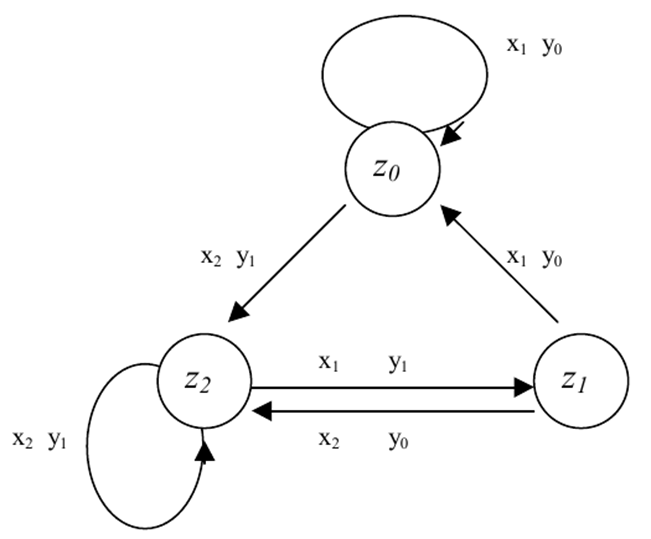 x₁ y₀
z₀
x₂ y₁
x₁ y₀
x₁ y₁
z₂
z₁
x₂ y₁
x₂ y₀